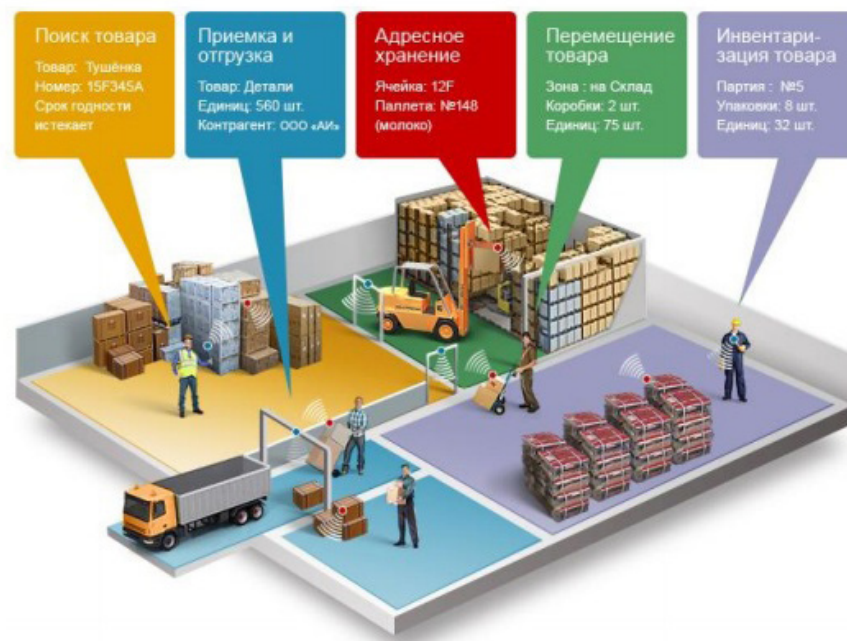 Поиск товара
Товар: Тушёнка
Номер: 15F345A
Срок годности
истекает
Приемка и
отгрузка
Товар: Детали
Единиц: 560 шт.
Контрагент: ООО «АИ»
Адресное
хранение
Ячейка: 12F
Паллета: №148
(молоко)
Перемещение
товара
Зона : на Склад
Коробки: 2 шт.
Единиц: 75 шт.
Инвентари-
зация товара
Партия : №5
Упаковки: 8 шт.
Единиц: 32 шт.